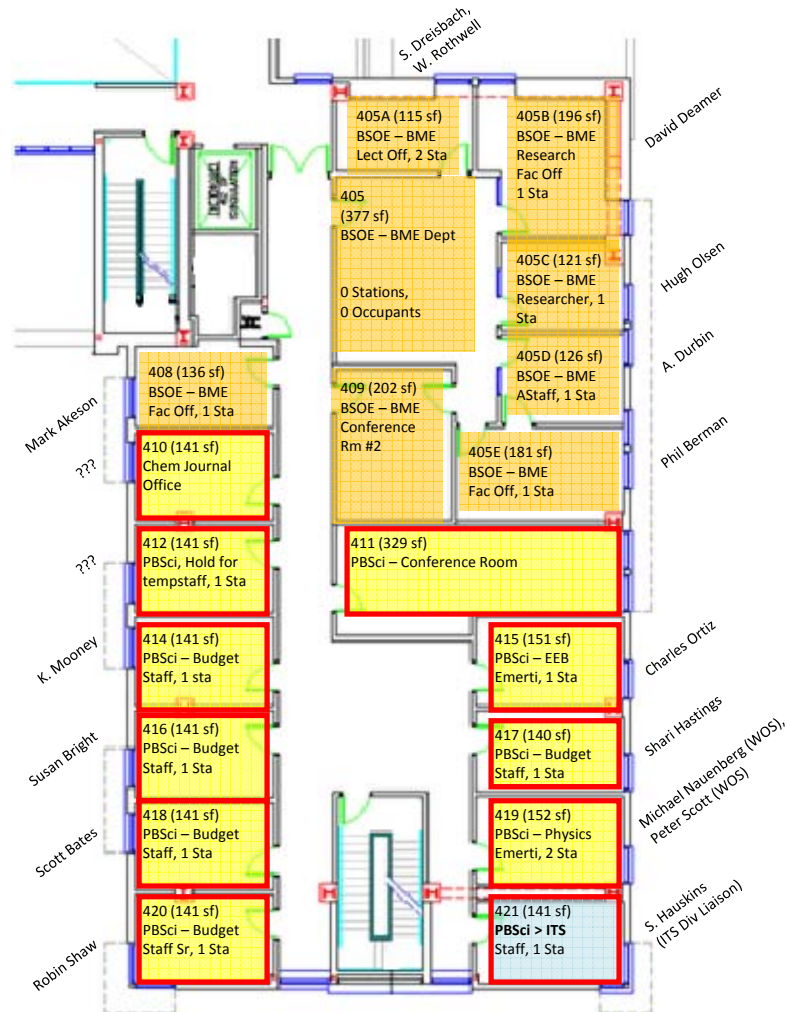 S. Dreisbach,
W. Rothwell
405A (115 sf)
BSOE – BME
Lect Off, 2 Sta
405B (196 sf)
BSOE – BME
Research
Fac Off
1 Sta
David Deamer
405
(377 sf)
BSOE – BME Dept
0 Stations,
0 Occupants
405C (121 sf)
BSOE – BME
Researcher, 1
Sta
Hugh Olsen
405D (126 sf)
BSOE – BME
AStaff, 1 Sta
A. Durbin
408 (136 sf)
BSOE – BME
Fac Off, 1 Sta
Mark Akeson
409 (202 sf)
BSOE – BME
Conference
Rm #2
405E (181 sf)
BSOE – BME
Fac Off, 1 Sta
Phil Berman
410 (141 sf)
Chem Journal
Office
???
411 (329 sf)
PBSci – Conference Room
412 (141 sf)
PBSci, Hold for
tempstaff, 1 Sta
???
414 (141 sf)
PBSci – Budget
Staff, 1 sta
K. Mooney
415 (151 sf)
PBSci – EEB
Emerti, 1 Sta
Charles Ortiz
416 (141 sf)
PBSci – Budget
Staff, 1 Sta
Susan Bright
417 (140 sf)
PBSci – Budget
Staff, 1 Sta
Shari Hastings
418 (141 sf)
PBSci – Budget
Staff, 1 Sta
Scott Bates
419 (152 sf)
PBSci – Physics
Emerti, 2 Sta
Michael Nauenberg (WOS),
Peter Scott (WOS)
420 (141 sf)
PBSci – Budget
Staff Sr, 1 Sta
Robin Shaw
421 (141 sf)
PBSci > ITS
Staff, 1 Sta
S. Hauskins
(ITS Div Liaison)